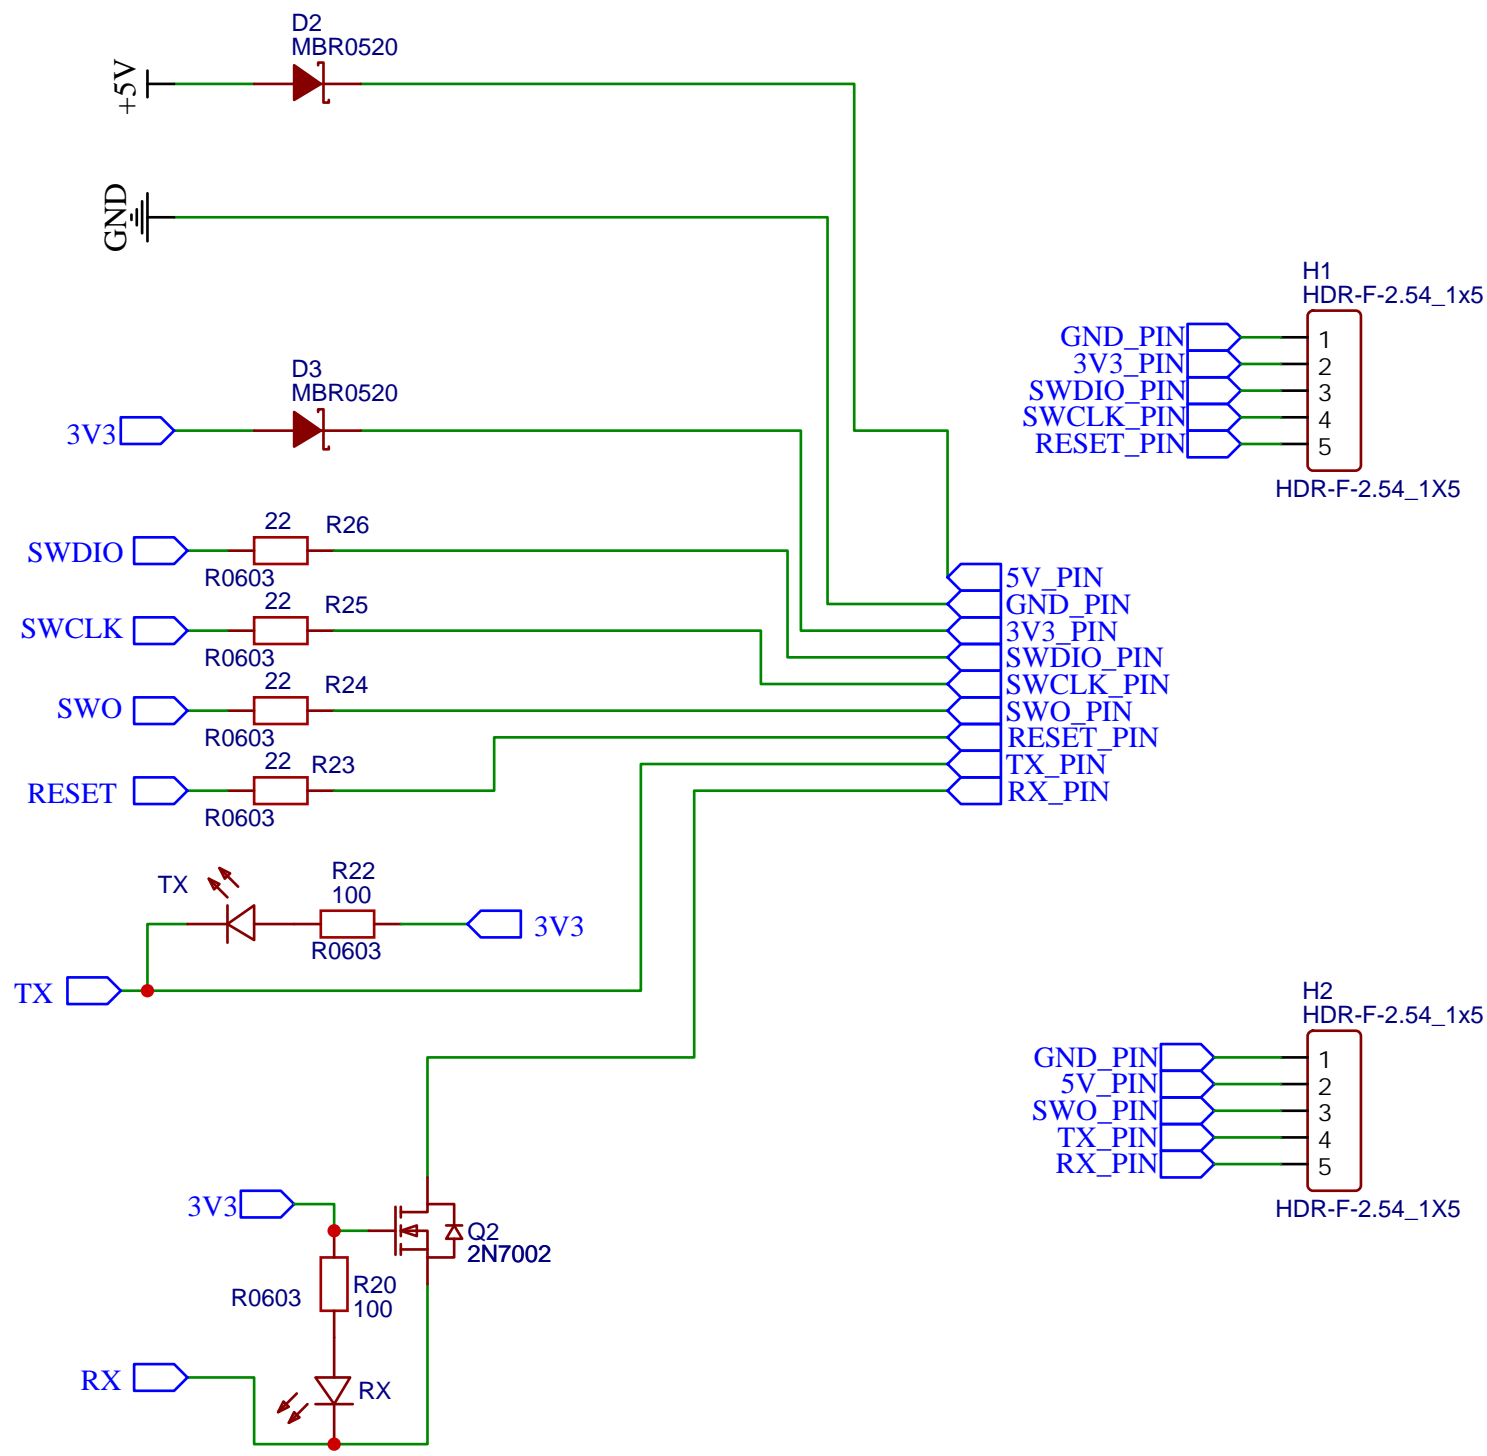 D2
MBR0520
+5V
GND
H1
HDR-F-2.54_1x5
GND_PIN
1
3V3_PIN
2
SWDIO_PIN
3
SWCLK_PIN
4
RESET_PIN
5
HDR-F-2.54_1X5
D3
MBR0520
3V3
22
R26
SWDIO
R0603
22
R25
SWCLK
R0603
22
R24
SWO
R0603
22
R23
RESET
R0603
5V_PIN
GND_PIN
3V3_PIN
SWDIO_PIN
SWCLK_PIN
SWO_PIN
RESET_PIN
TX_PIN
RX_PIN
TX
R22
100
R0603
3V3
TX
H2
HDR-F-2.54_1x5
GND_PIN
1
5V_PIN
2
SWO_PIN
3
TX_PIN
4
RX_PIN
5
HDR-F-2.54_1X5
3V3
Q2
2N7002
R0603
R20
100
RX
RX